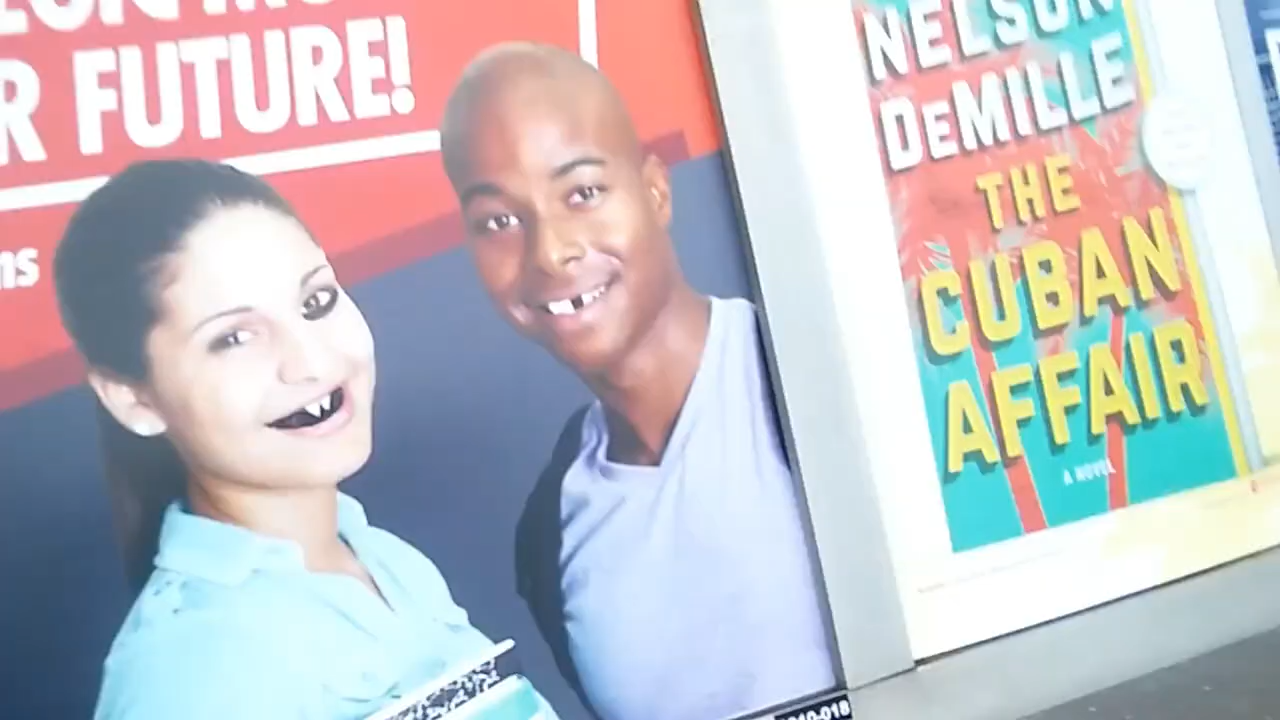 R FUTURE!
ns
NELSON
DEMILLE
THE
CUBAN
AFFAIR
A NOVEL